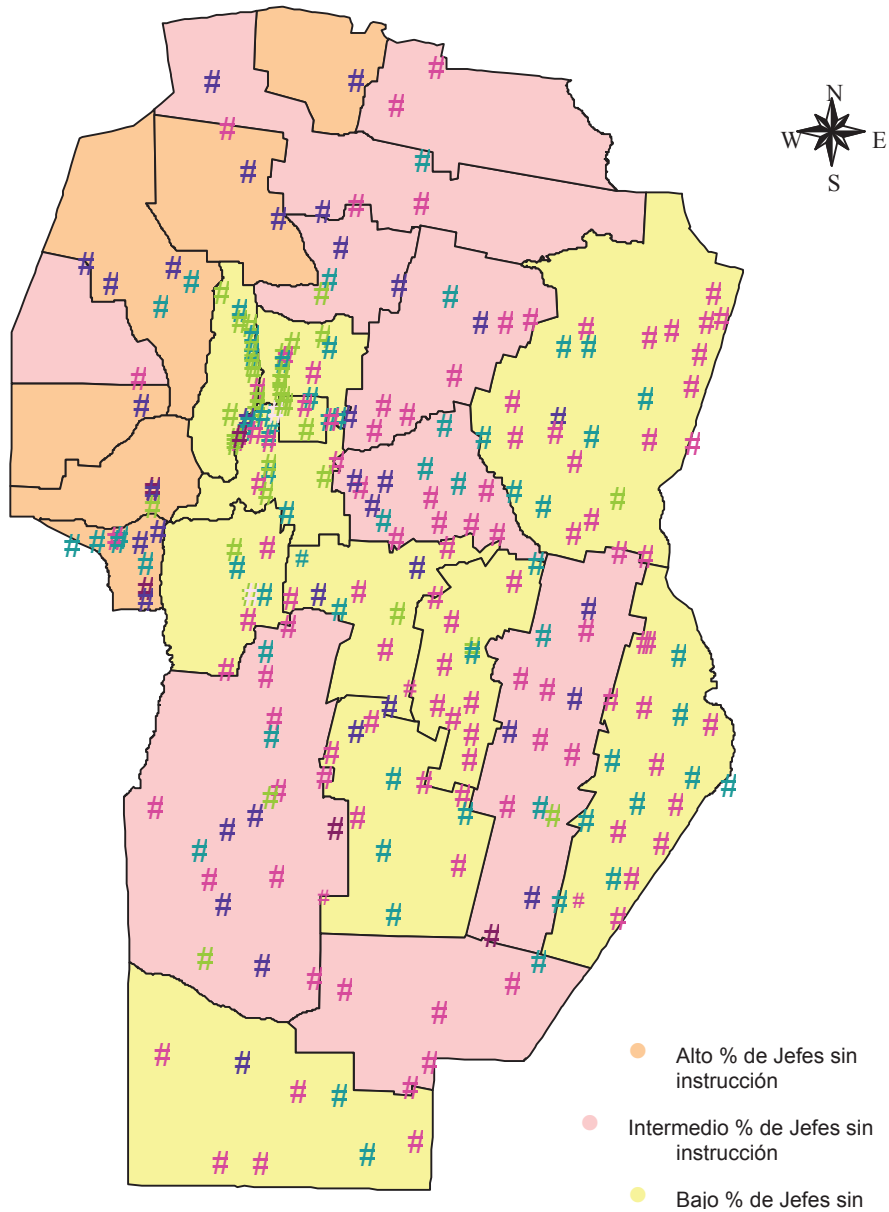 N
W E
S
Alto % de Jefes sin
instrucción
Intermedio % de Jefes sin
instrucción
Bajo % de Jefes sin